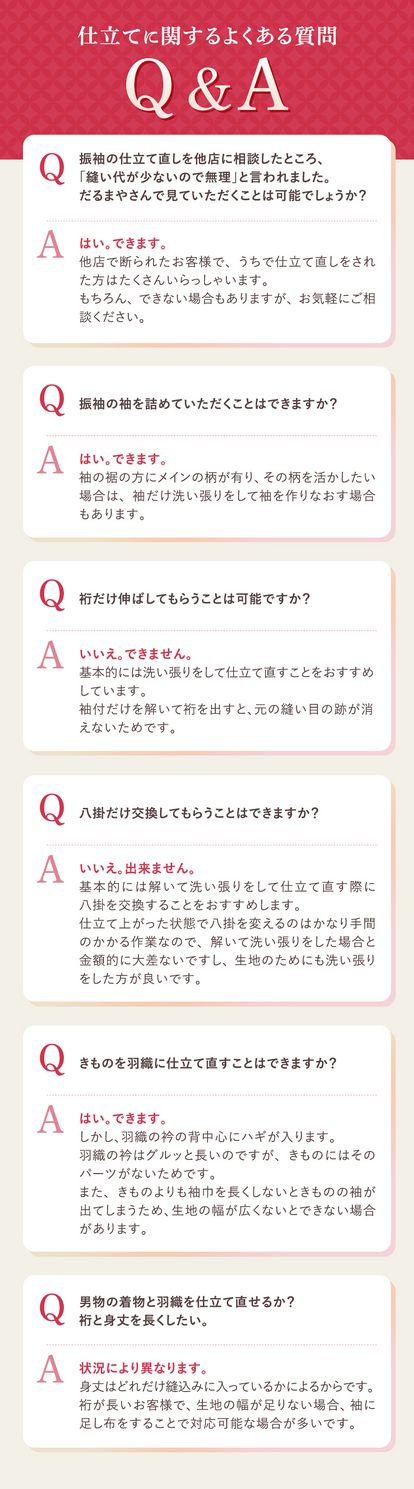 仕立てに関するよくある質問
Q&A
Q
振袖の仕立て直しを他店に相談したところ、
「縫い代が少ないので無理」と言われました。
だるまやさんで見ていただくことは可能でしょうか？
A
はい。できます。
他店で断られたお客様で、うちで仕立て直しをされ
た方はたくさんいらっしゃいます。
もちろん、できない場合もありますが、お気軽にご相
談ください。
Q
振袖の袖を詰めていただくことはできますか？
A
はい。できます。
袖の裾の方にメインの柄が有り、その柄を活かしたい
場合は、袖だけ洗い張りをして袖を作りなおす場合
もあります。
Q
裄だけ伸ばしてもらうことは可能ですか？
A
いいえ。できません。
基本的には洗い張りをして仕立て直すことをおすすめ
しています。
袖付だけを解いて裄を出すと、元の縫い目の跡が消
えないためです。
Q
八掛だけ交換してもらうことはできますか？
A
いいえ。出来ません。
基本的には解いて洗い張りをして仕立て直す際に
八掛を交換することをおすすめします。
仕立て上がった状態で八掛を変えるのはかなり手間
のかかる作業なので、解いて洗い張りをした場合と
金額的に大差ないですし、生地のためにも洗い張り
をした方が良いです。
Q
きものを羽織に仕立て直すことはできますか？
A
はい。できます。
しかし、羽織の衿の背中心にハギが入ります。
羽織の衿はグルッと長いのですが、きものにはその
パーツがないためです。
また、きものよりも袖巾を長くしないときものの袖が
出てしまうため、生地の幅が広くないとできない場合
があります。
Q
男物の着物と羽織を仕立て直せるか？
裄と身丈を長くしたい。
A
状況により異なります。
身丈はどれだけ縫込みに入っているかによるからです。
裄が長いお客様で、生地の幅が足りない場合、袖に
足し布をすることで対応可能な場合が多いです。